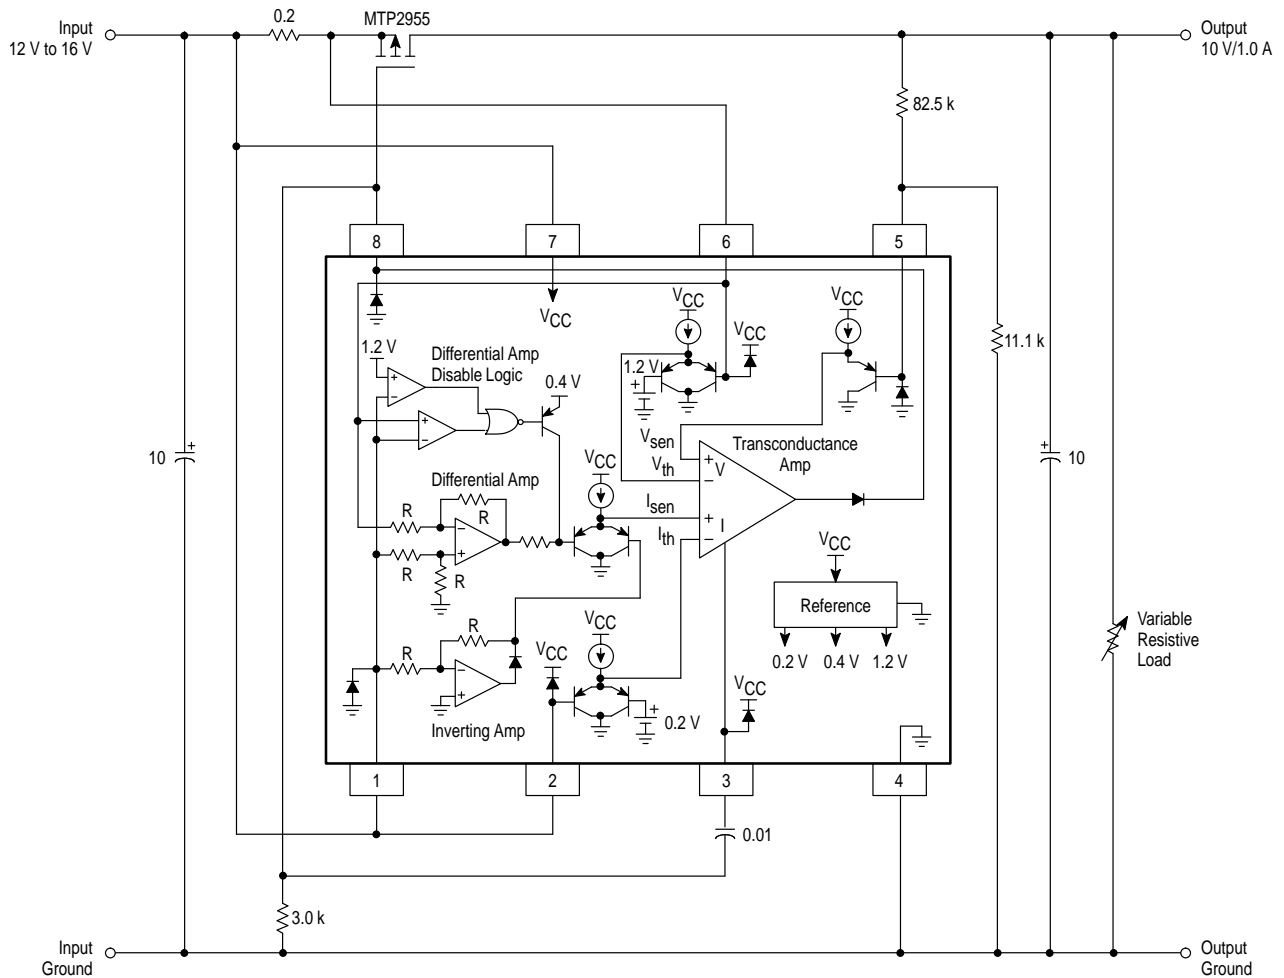 Input
12 V to 16 V
0.2
MTP2955
Output
10 V/1.0 A
82.5 k
8
7
6
5
VCC
VCC
VCC
VCC
1.2 V
Differential Amp
Disable Logic
0.4 V
1.2 V
11.1 k
+
-
+
-
+
Vsen
Vth
Isen
Ith
+
V
-
+
I
-
Transconductance
Amp
10
+
+
10
Differential Amp
VCC
R
R
R
R
-
+
VCC
Reference
0.2 V
0.4 V
1.2 V
Variable
Resistive
Load
R
R
-
+
VCC
VCC
VCC
+
0.2 V
Inverting Amp
1
2
3
4
0.01
3.0 k
Input
Ground
Output
Ground